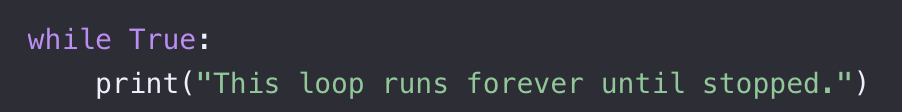 while True:
    print("This loop runs forever until stopped.")